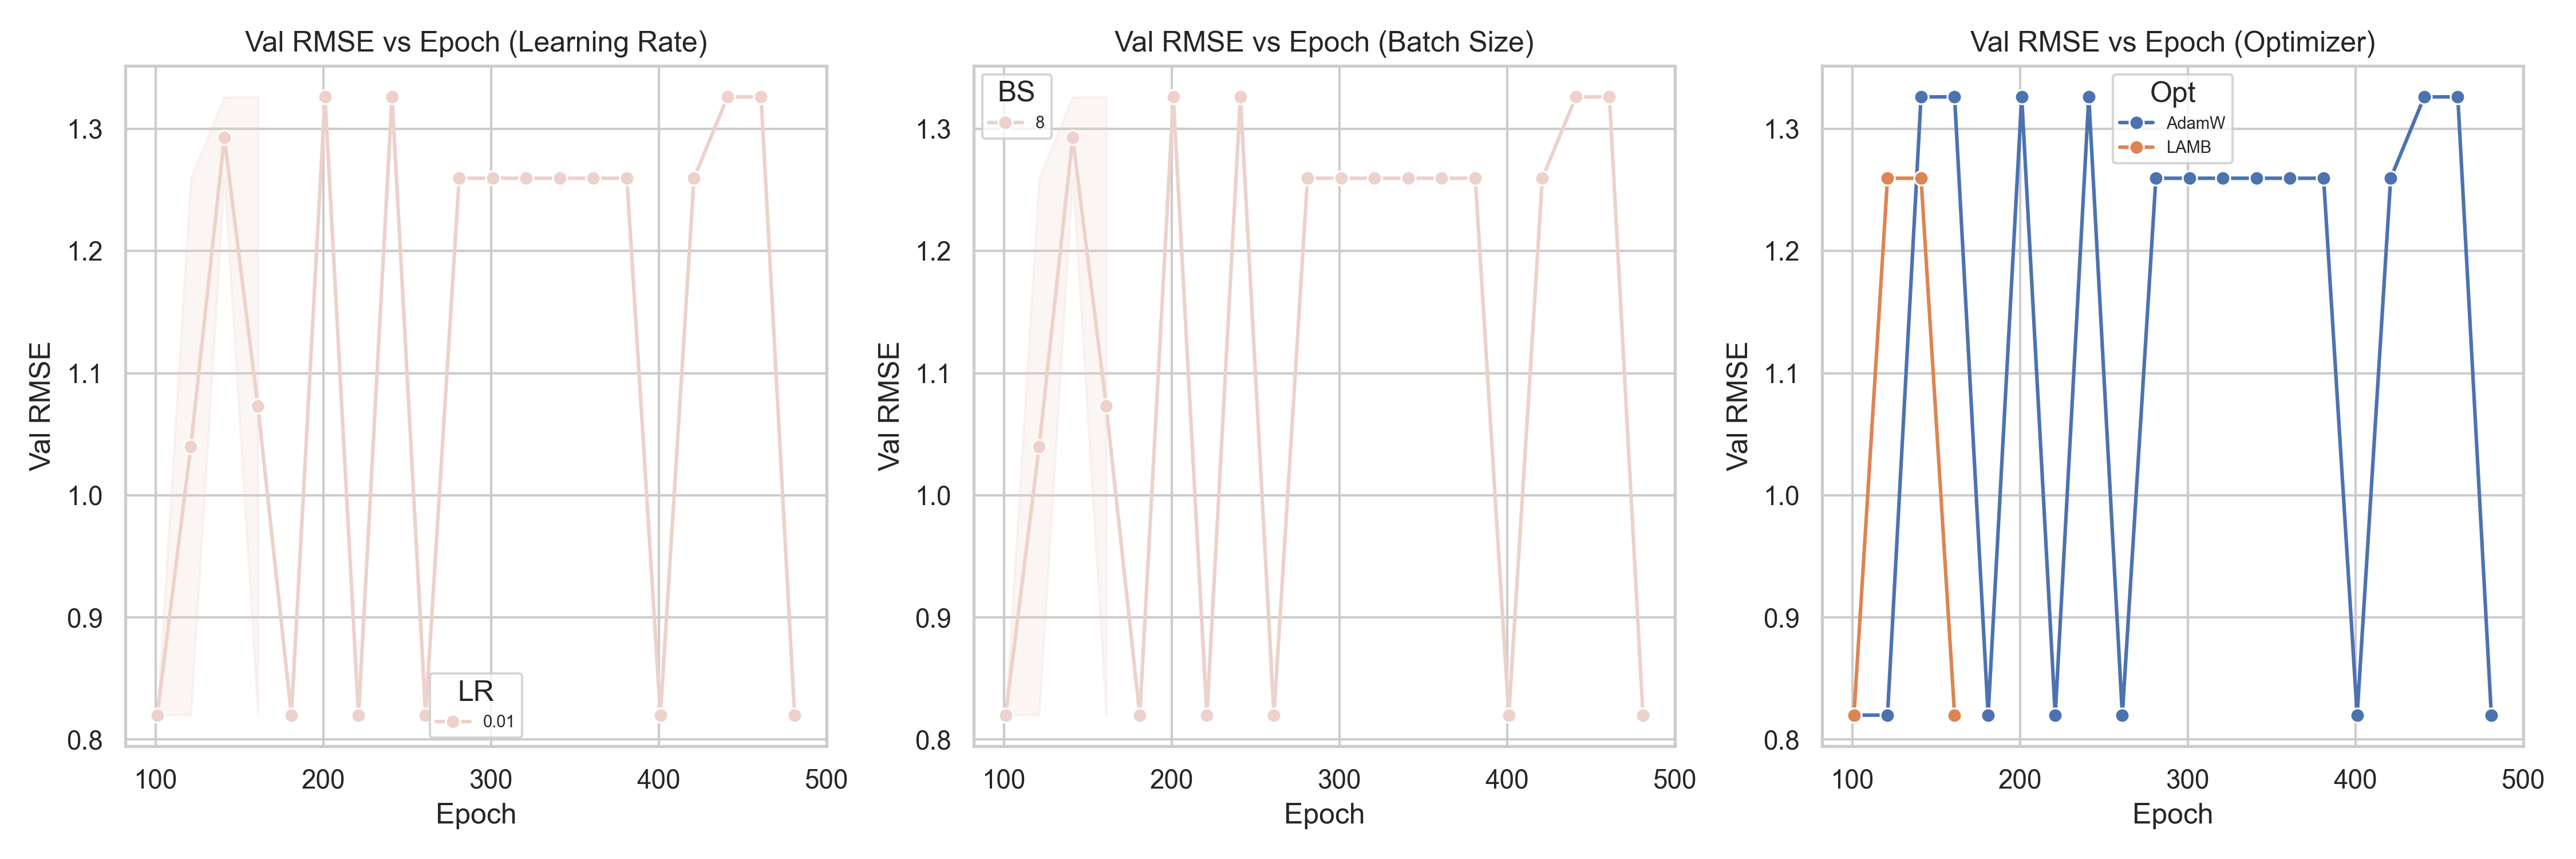 Val RMSE vs Epoch (Learning Rate)
Val RMSE
1.3
1.2
1.1
1.0
0.9
0.8
LR
0.01
100 200 300 400 500
Epoch
Val RMSE vs Epoch (Batch Size)
BS
8
Val RMSE
1.3
1.2
1.1
1.0
0.9
0.8
100 200 300 400 500
Epoch
Val RMSE vs Epoch (Optimizer)
Opt
AdamW
LAMB
Val RMSE
1.3
1.2
1.1
1.0
0.9
0.8
100 200 300 400 500
Epoch